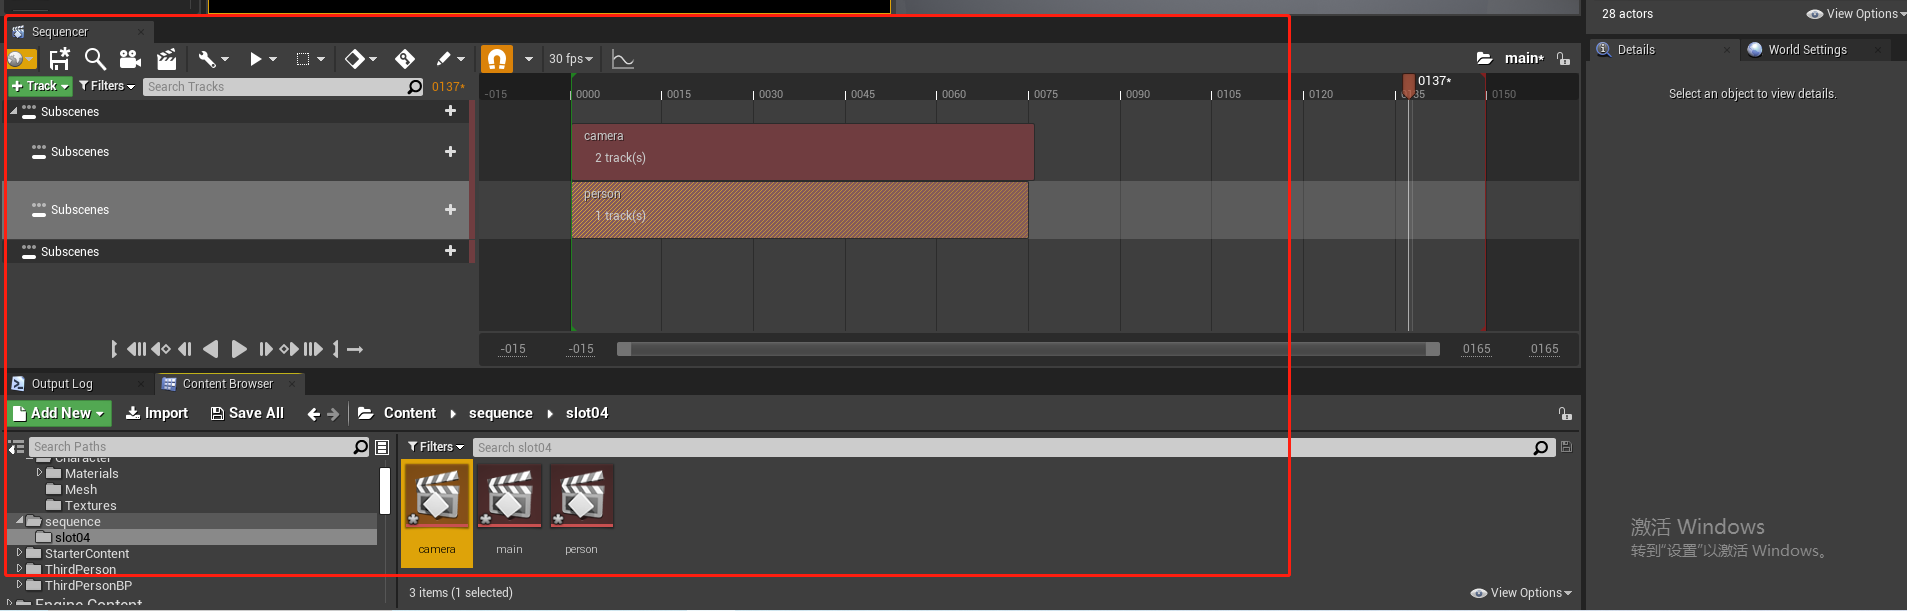 28 actors
View Options
Sequencer
Details
World Settings
30 fps
main*
Track
Filters
Search Tracks
0137*
-015
0000
0015
0030
0045
0060
0075
0090
0105
0120
0135
0150
0137*
Select an object to view details.
Subscenes
camera
2 track(s)
Subscenes
person
1 track(s)
Subscenes
Subscenes
-015
-015
0165
0165
Output Log
Content Browser
Add New
Import
Save All
Content
sequence
slot04
Search Paths
Filters
Search slot04
Character
Materials
Mesh
Textures
sequence
slot04
StarterContent
ThirdPerson
ThirdPersonBP
Engine Content
camera
main
person
3 items (1 selected)
View Options
激活 Windows
转到“设置”以激活 Windows。